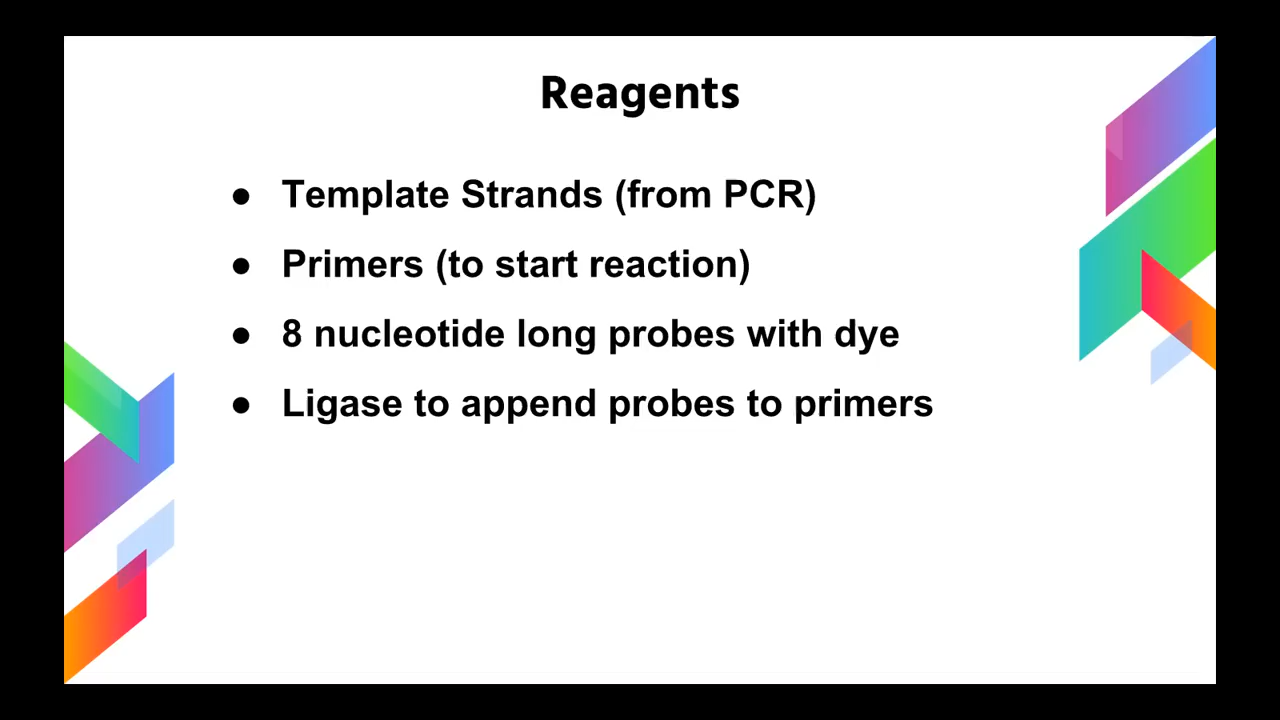 Reagents
● Template Strands (from PCR)
● Primers (to start reaction)
● 8 nucleotide long probes with dye
● Ligase to append probes to primers